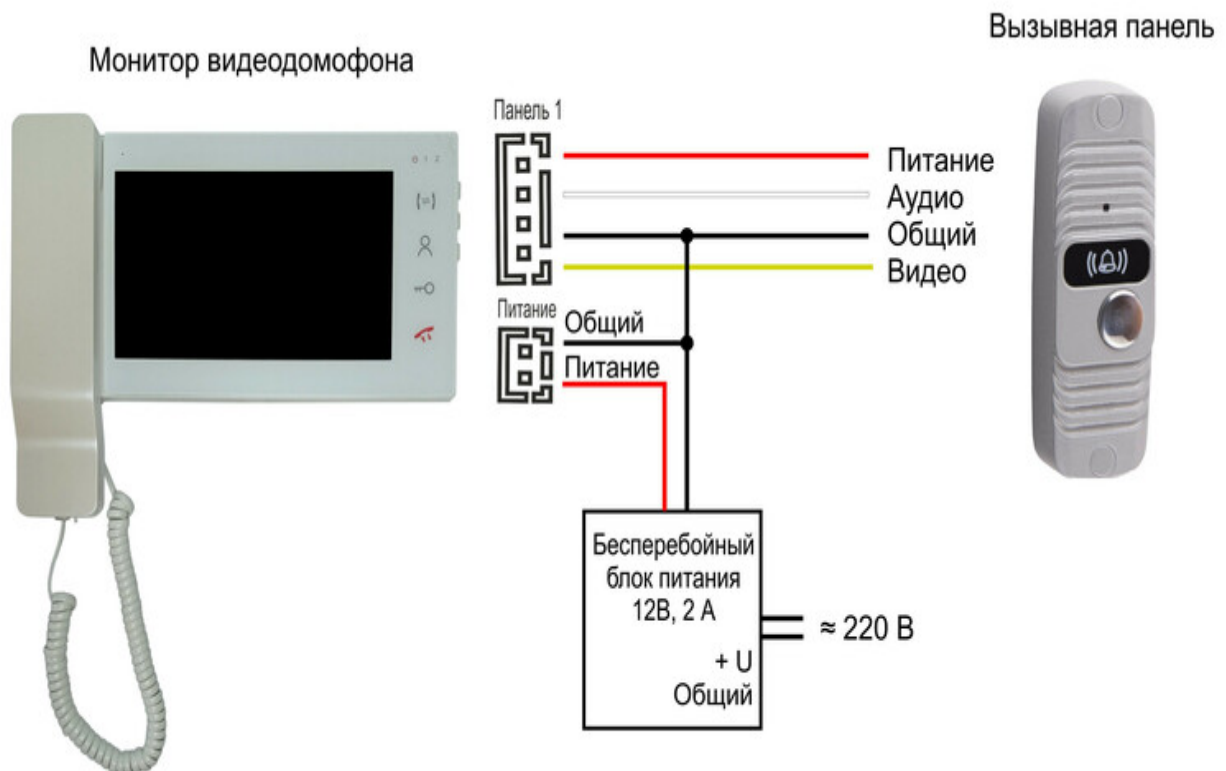 Вызывная панель
Монитор видеодомофона
Панель 1
Питание
Аудио
Общий
Видео
Питание
Общий
Питание
Бесперебойный
блок питания
12В, 2 А
≈ 220 В
+ U
Общий